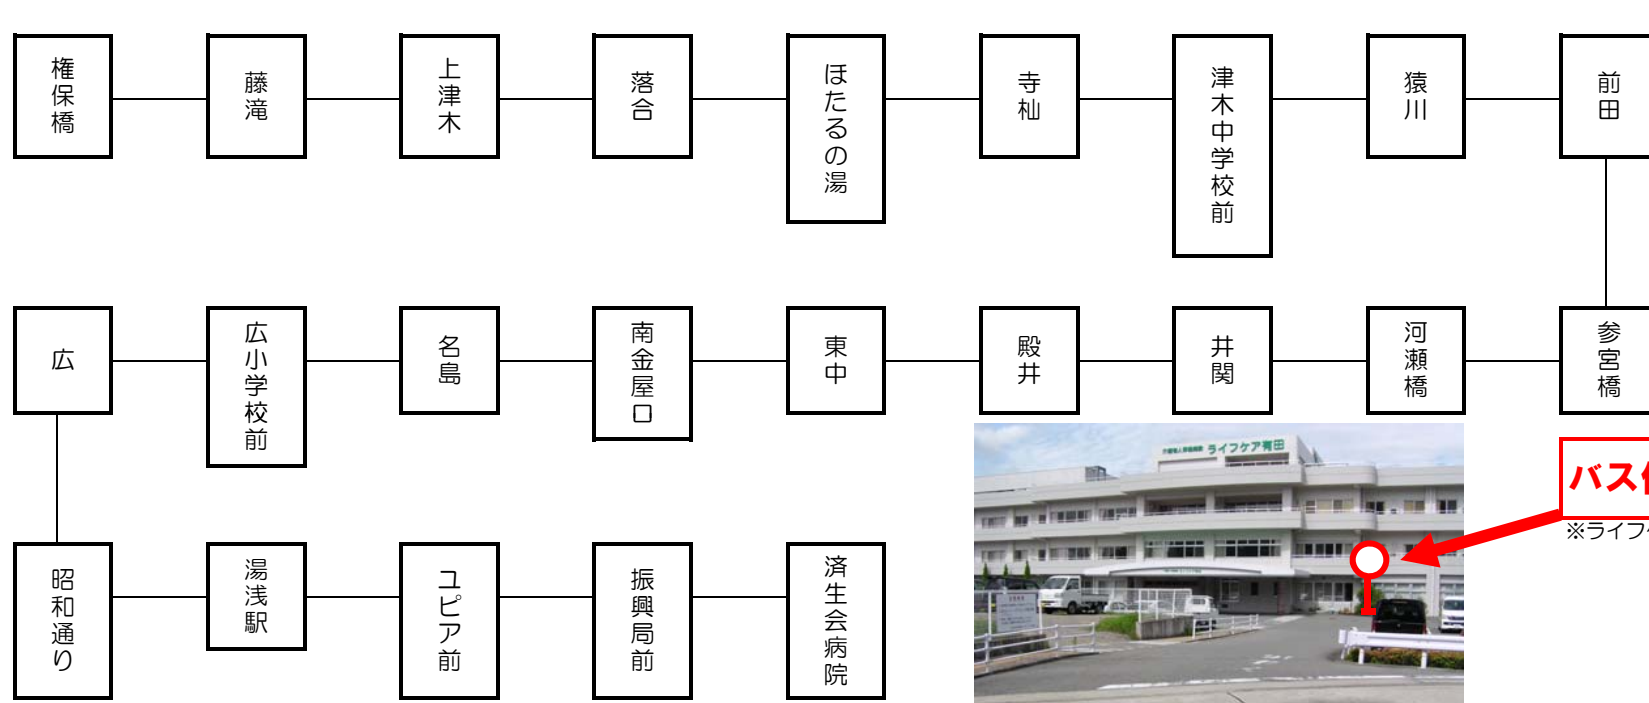 権保橋
藤滝
上津木
落合
ほたるの湯
寺杣
津木中学校前
猿川
前田
広
広小学校前
名島
南金屋口
東中
殿井
井関
河瀬橋
参宮橋
ライフケア有田
バス
※ライフ
昭和通り
湯浅駅
ユピア前
振興局前
済生会病院